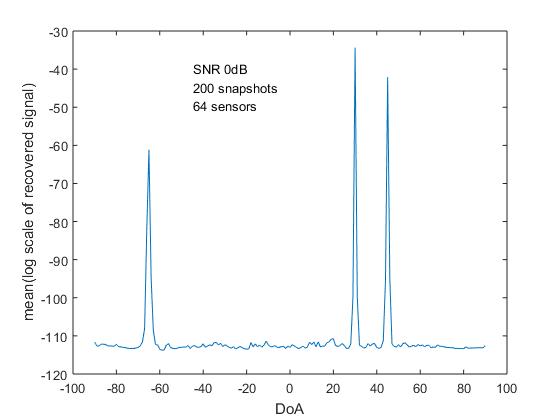 -30
-40
-50
-60
-70
-80
-90
-100
-110
-120
mean(log scale of recovered signal)
SNR 0dB
200 snapshots
64 sensors
-100 -80 -60 -40 -20 0 20 40 60 80 100
DoA